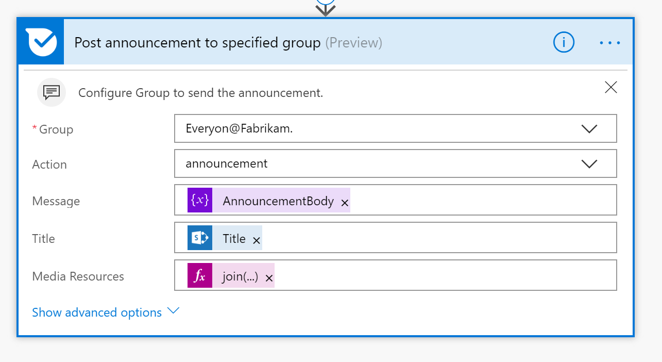 Post announcement to specified group (Preview)
Configure Group to send the announcement.
* Group
Everyon@Fabrikam.
Action
announcement
Message
{x} AnnouncementBody ×
Title
S Title ×
Media Resources
fx join(...) ×
Show advanced options